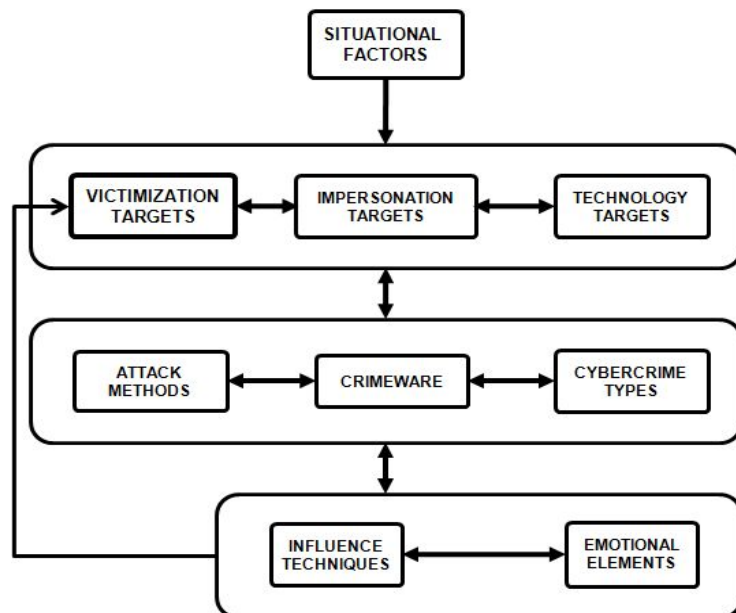 SITUATIONAL
FACTORS
VICTIMIZATION
TARGETS
IMPERSONATION
TARGETS
TECHNOLOGY
TARGETS
ATTACK
METHODS
CRIMEWARE
CYBERCRIME
TYPES
INFLUENCE
TECHNIQUES
EMOTIONAL
ELEMENTS